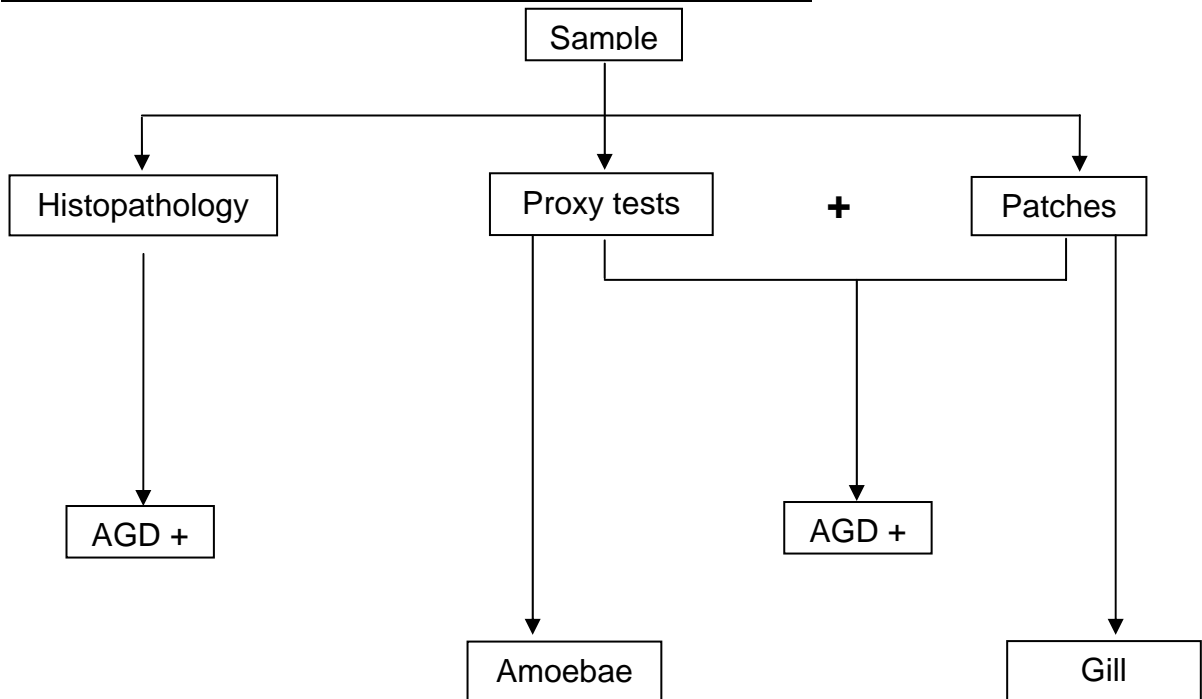 Sample
Histopathology
Proxy tests
+
Patches
AGD +
AGD +
Amoebae
Gill